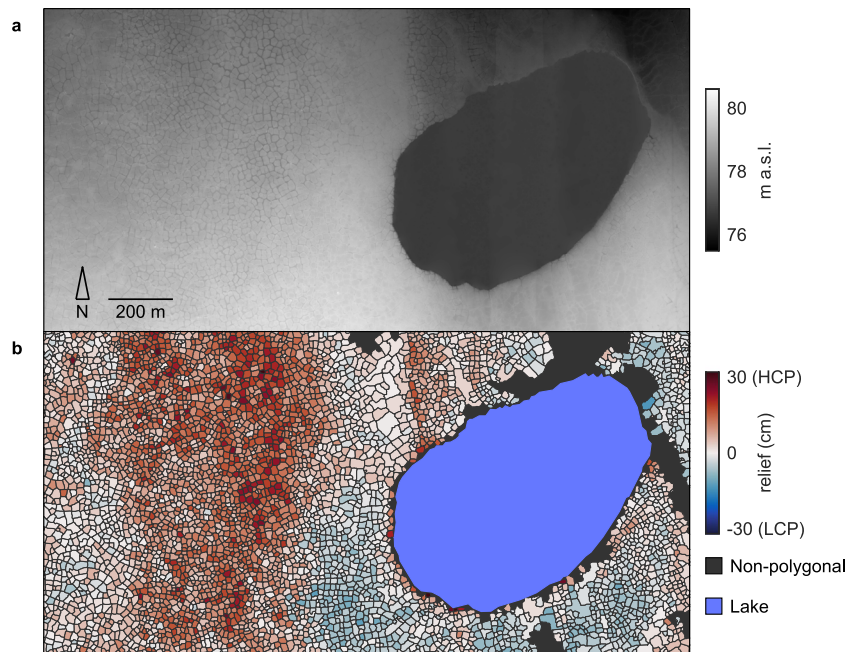 a
80
78
76
m a.s.l.
N
200 m
b
30 (HCP)
0
-30 (LCP)
relief (cm)
Non-polygonal
Lake